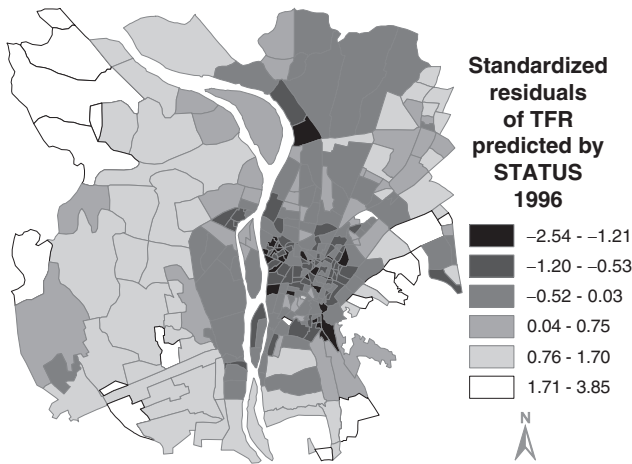 Standardized
residuals
of TFR
predicted by
STATUS
1996
−2.54 - −1.21
−1.20 - −0.53
−0.52 - 0.03
0.04 - 0.75
0.76 - 1.70
1.71 - 3.85
N